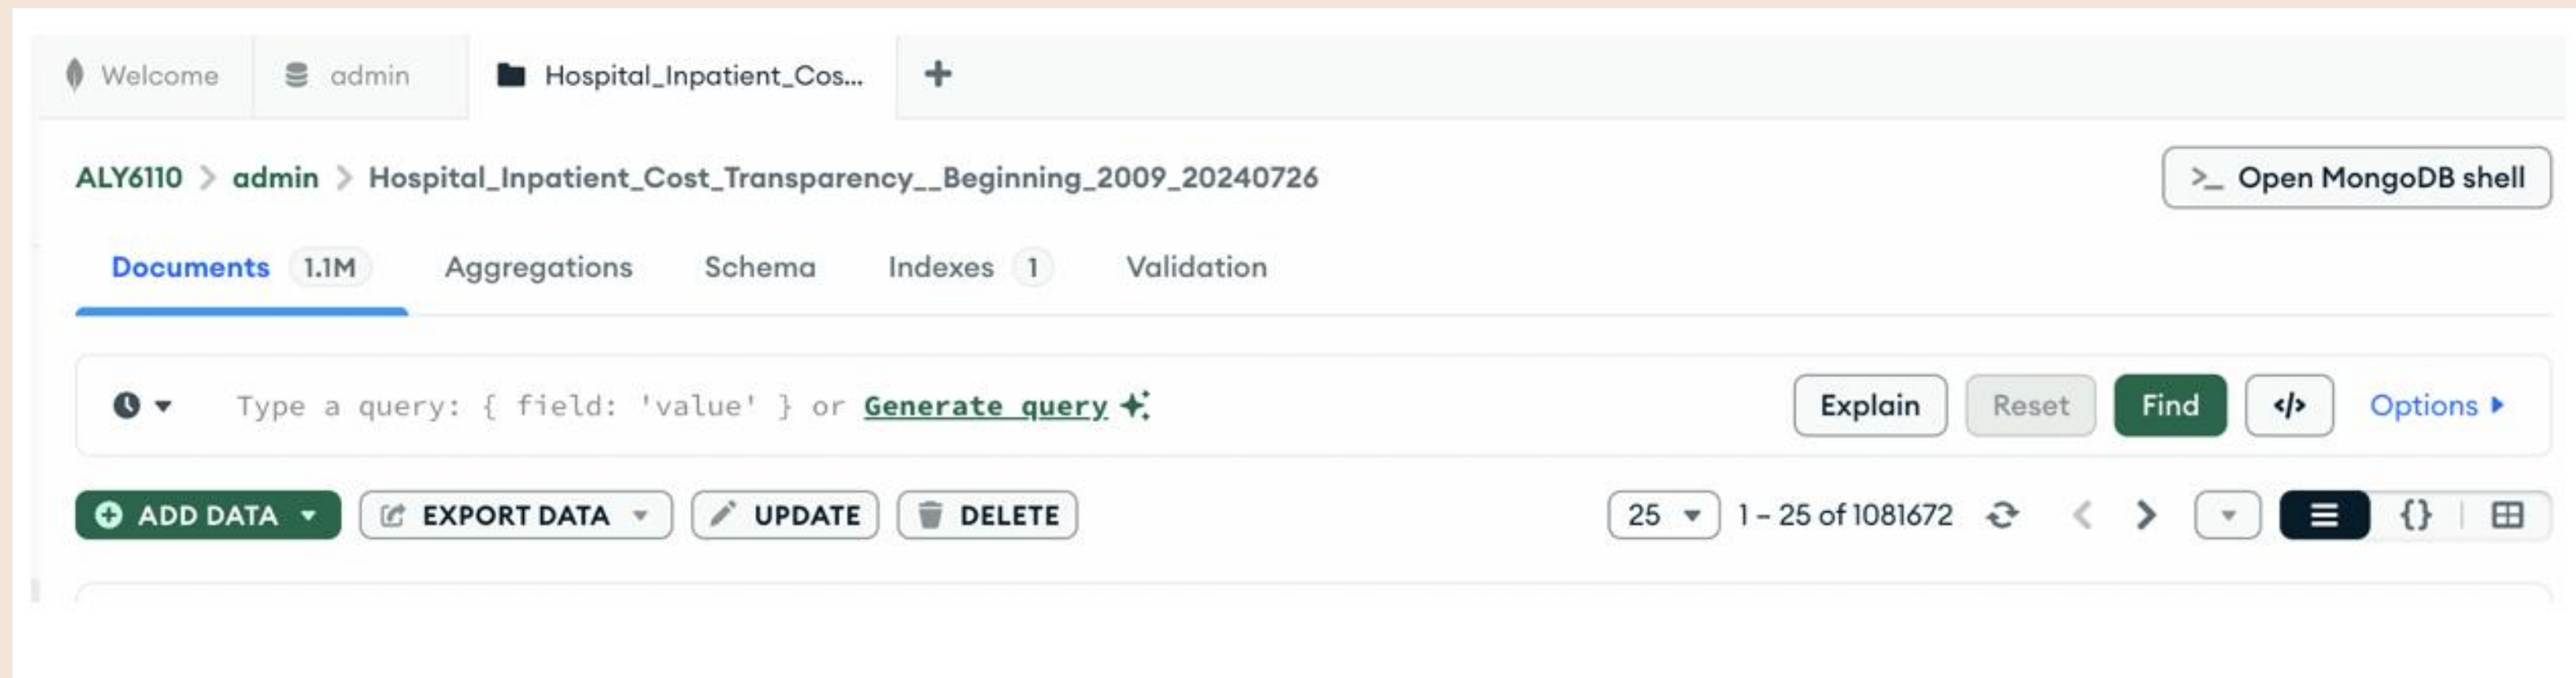 Welcome admin Hospital_Inpatient_Cos... +
ALY6110 > admin > Hospital_Inpatient_Cost_Transparency__Beginning_2009_20240726 >_ Open MongoDB shell
Documents 1.1M Aggregations Schema Indexes 1 Validation
Type a query: { field: 'value' } or Generate query Explain Reset Find </> Options
ADD DATA EXPORT DATA UPDATE DELETE 25 1 – 25 of 1081672 < > {}